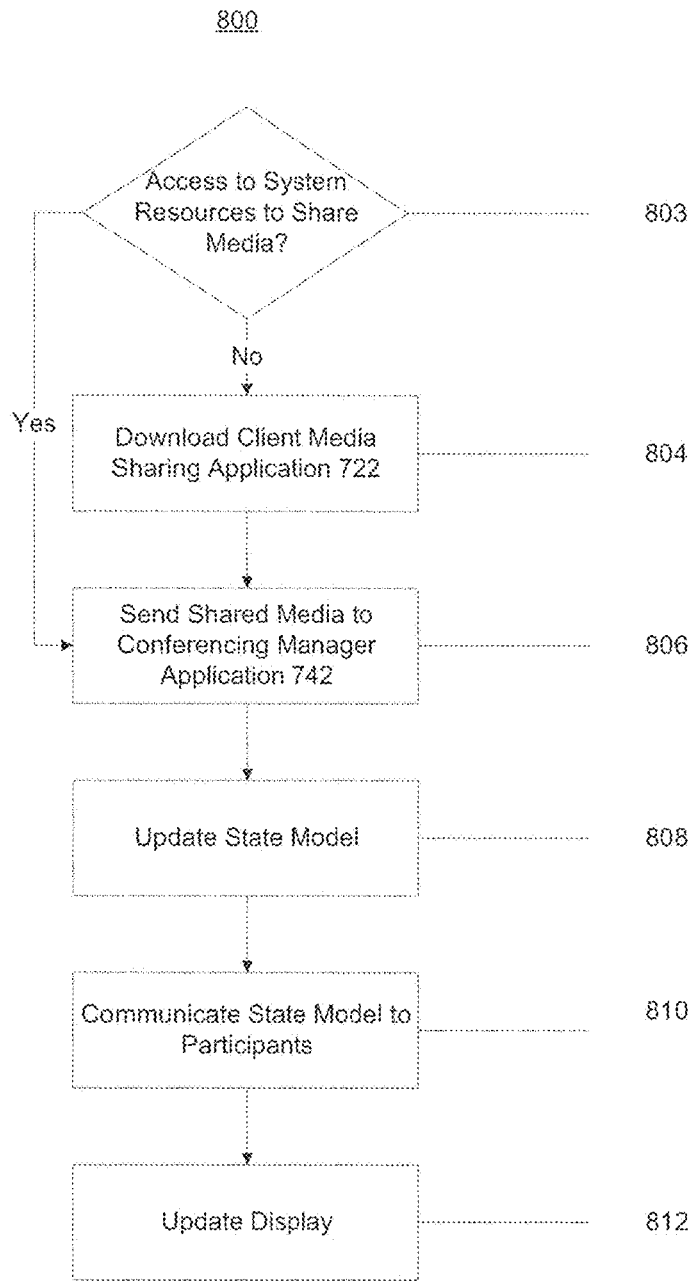 800
Access to System
Resources to Share
Media?
803
No
Yes
Download Client Media
Sharing Application 722
804
Send Shared Media to
Conferencing Manager
Application 742
806
Update State Model
808
Communicate State Model to
Participants
810
Update Display
812